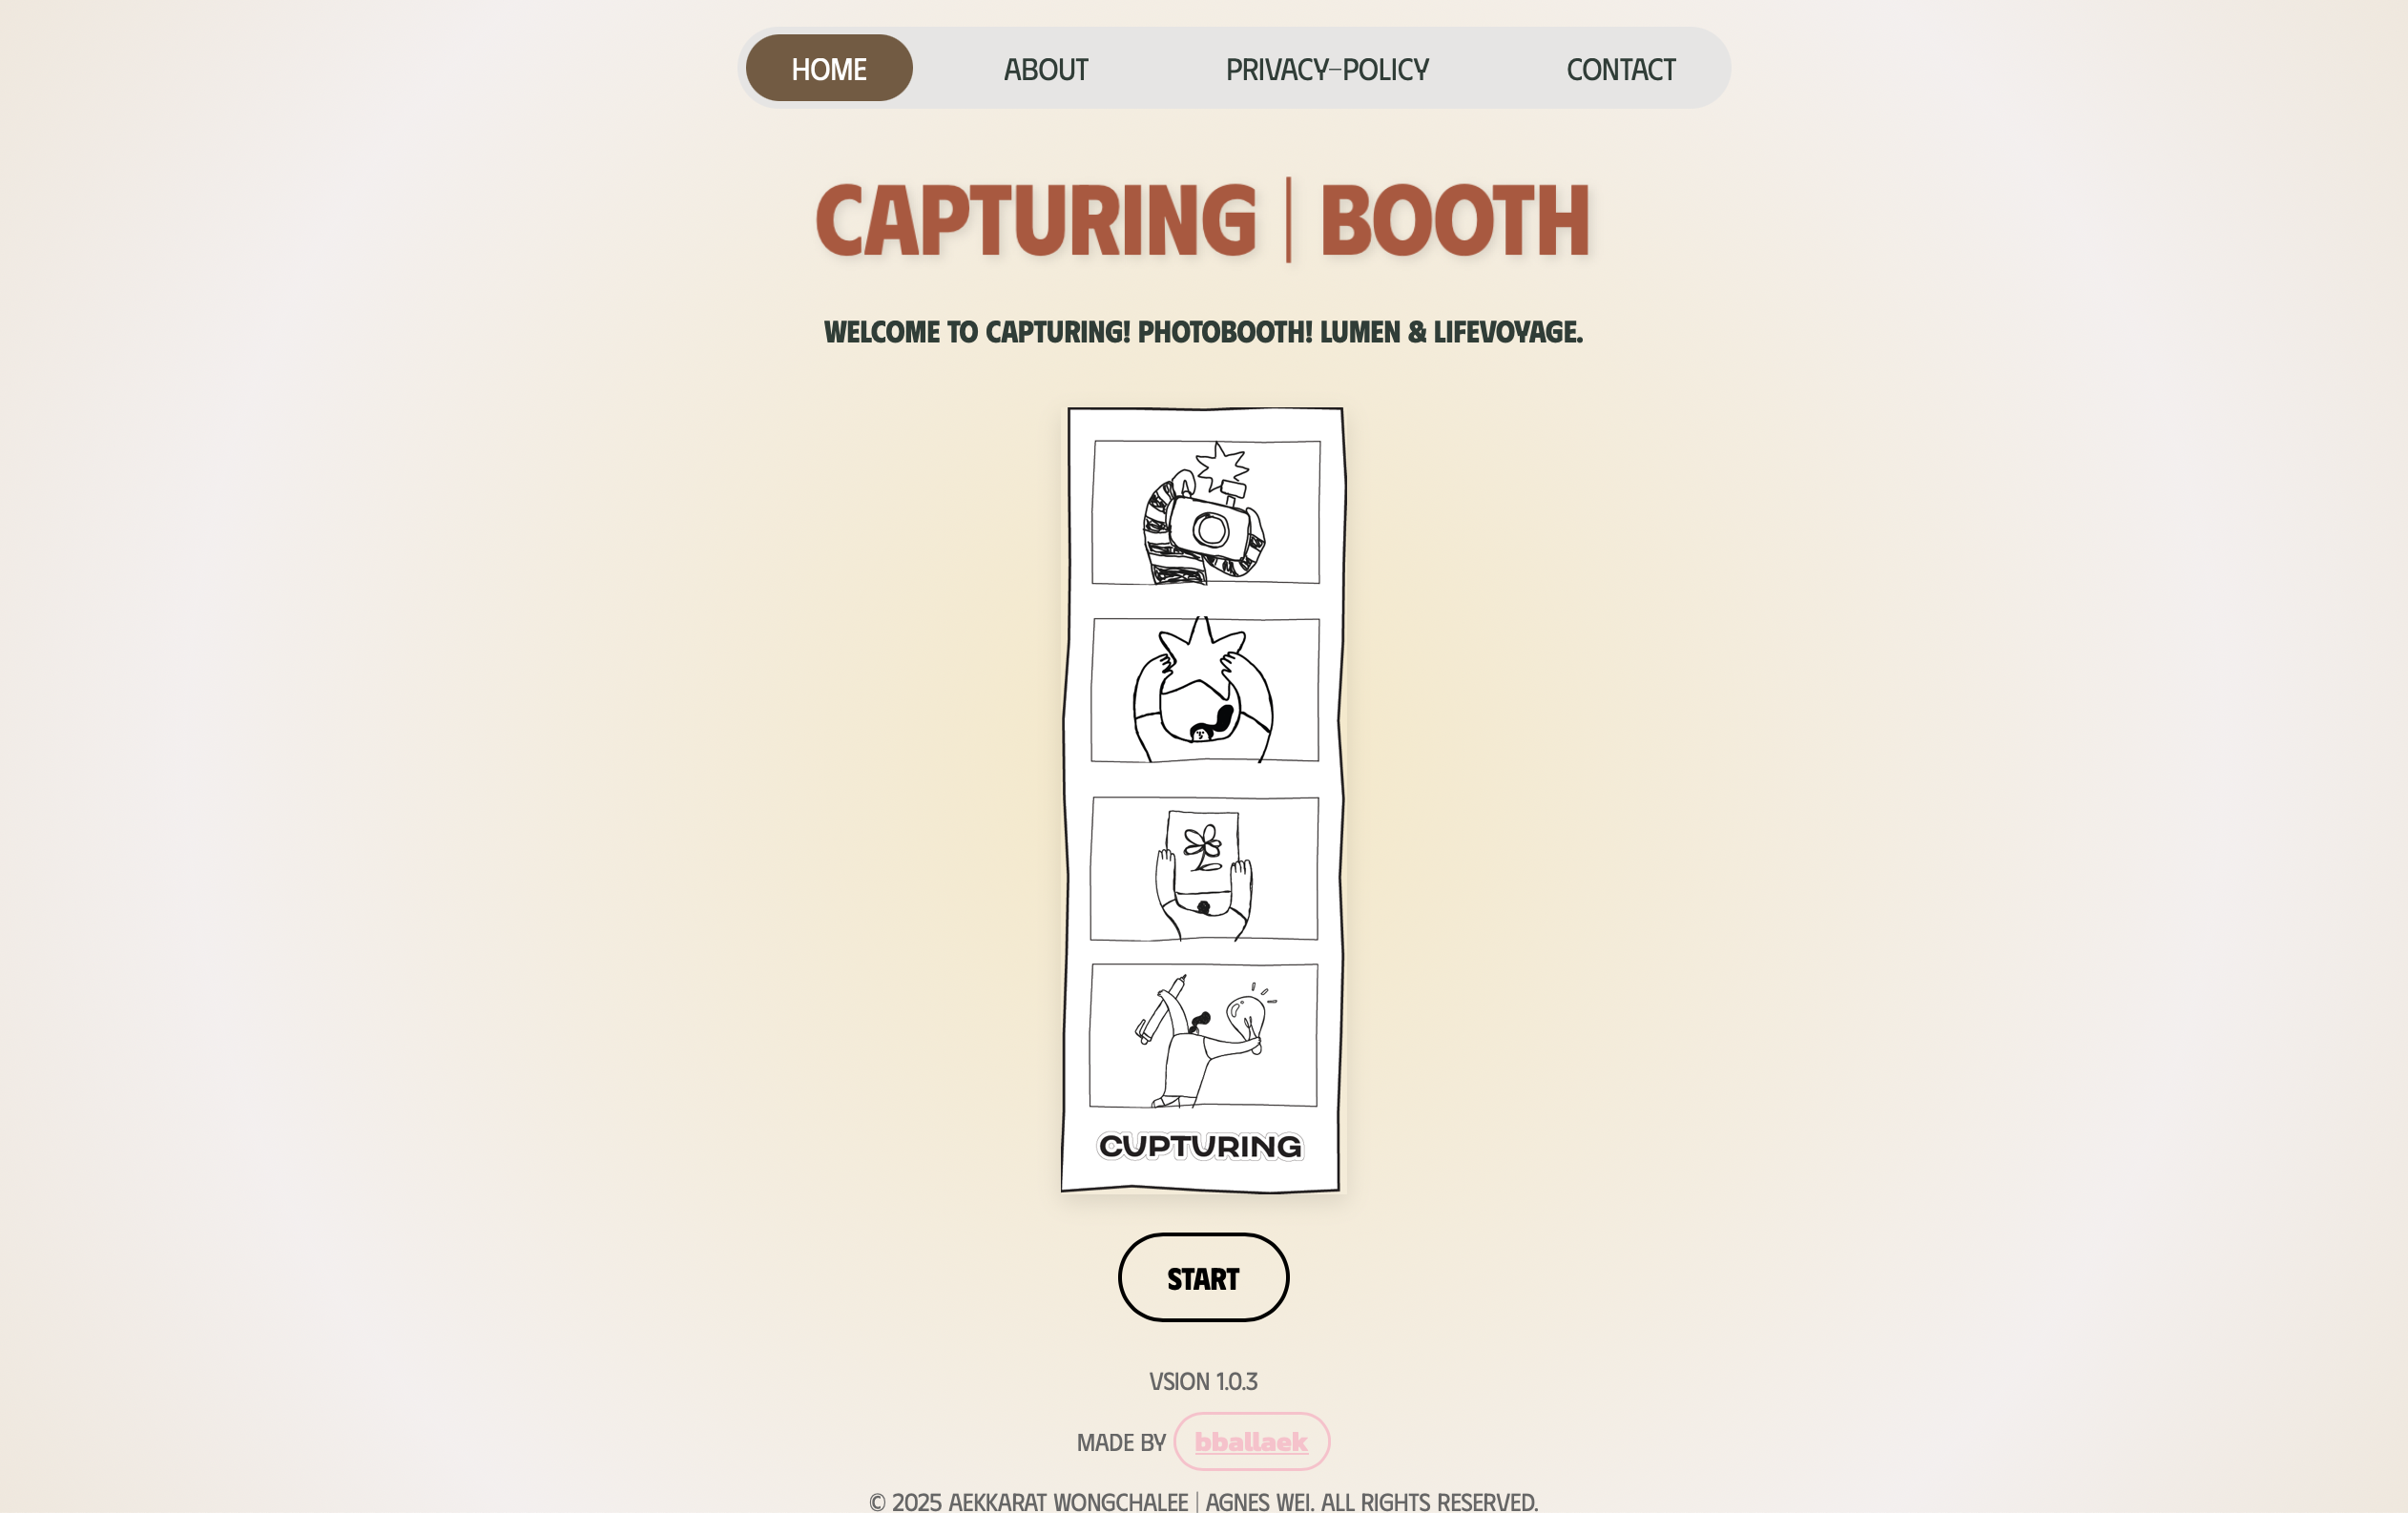 HOME ABOUT PRIVACY-POLICY CONTACT
CAPTURING | BOOTH
WELCOME TO CAPTURING! PHOTOBOOTH! LUMEN & LIFEVOYAGE.
CUPTURING
START
VSION 1.0.3
MADE BY bballaek
© 2025 AEKKARAT WONGCHALEE | AGNES WEI. ALL RIGHTS RESERVED.